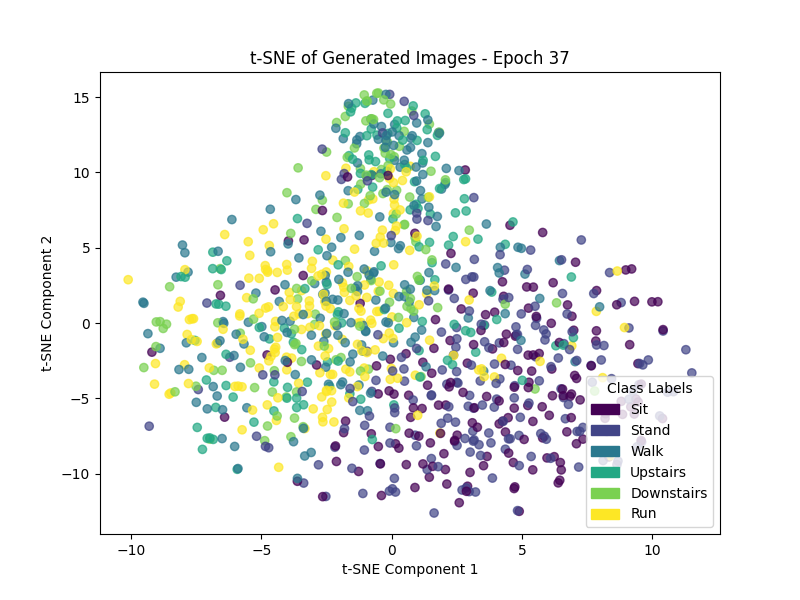 t-SNE of Generated Images - Epoch 37
t-SNE Component 2
15
10
5
0
−5
−10
−10
−5
0
5
10
t-SNE Component 1
Class Labels
Sit
Stand
Walk
Upstairs
Downstairs
Run